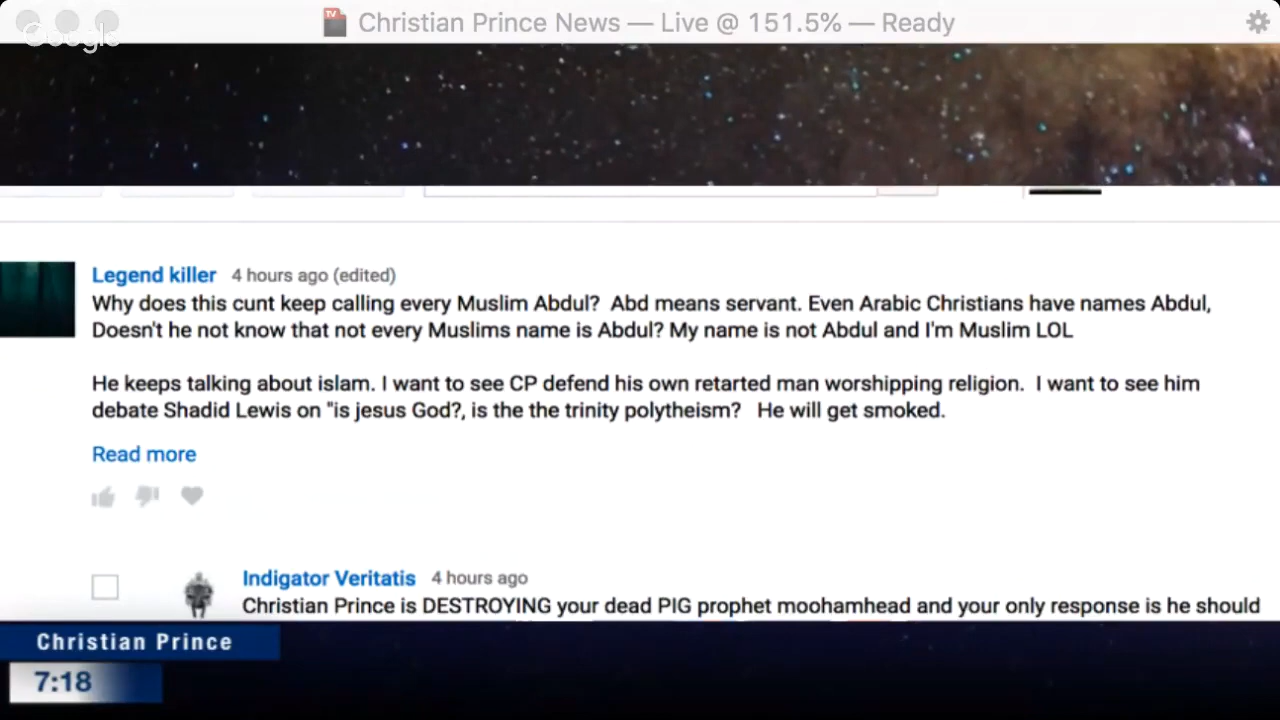 Christian Prince News — Live @ 151.5% — Ready
Google
Legend killer 4 hours ago (edited)
Why does this cunt keep calling every Muslim Abdul?  Abd means servant. Even Arabic Christians have names Abdul,
Doesn't he not know that not every Muslims name is Abdul? My name is not Abdul and I'm Muslim LOL
He keeps talking about islam. I want to see CP defend his own retarted man worshipping religion.  I want to see him
debate Shadid Lewis on "is jesus God?, is the the trinity polytheism?   He will get smoked.
Read more
Indigator Veritatis 4 hours ago
Christian Prince is DESTROYING your dead PIG prophet moohamhead and your only response is he should
Christian Prince
7:18